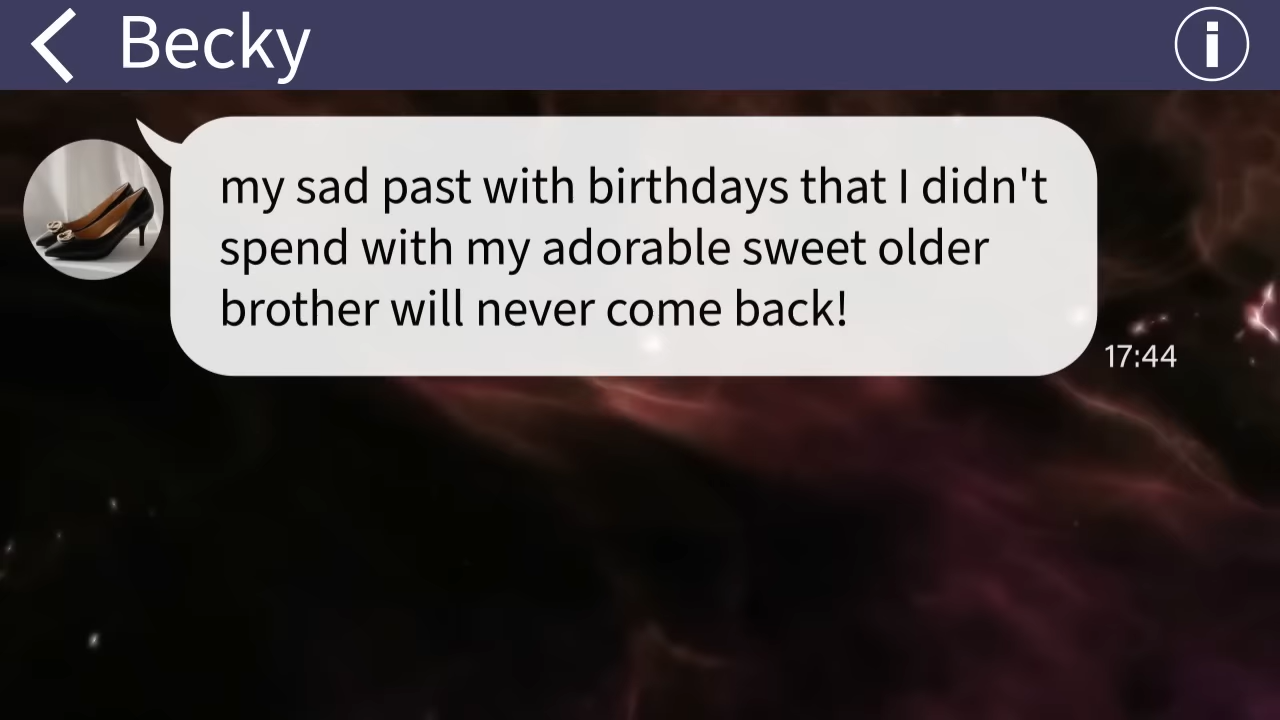 Becky
my sad past with birthdays that I didn't
spend with my adorable sweet older
brother will never come back!
17:44